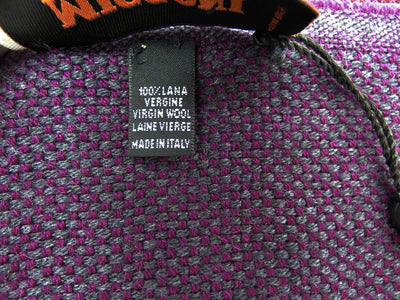 100% LANA
VERGINE
VIRGIN WOOL
LAINE VIERGE
MADE IN ITALY